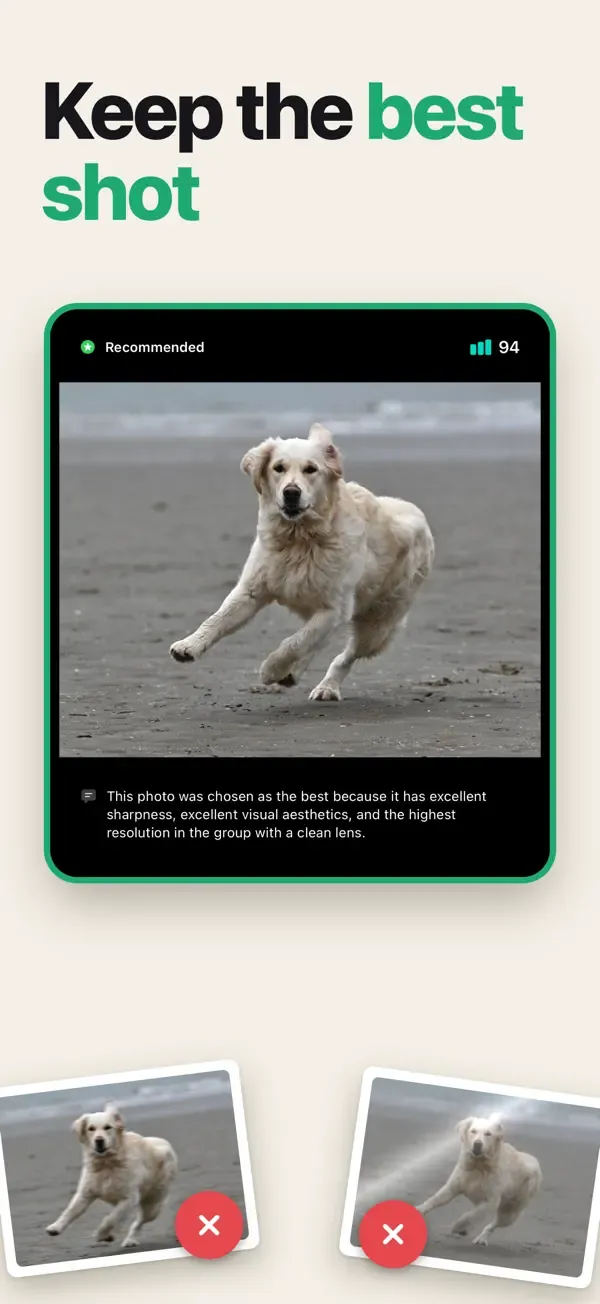 Keep the best
shot
Recommended
94
This photo was chosen as the best because it has excellent
sharpness, excellent visual aesthetics, and the highest
resolution in the group with a clean lens.